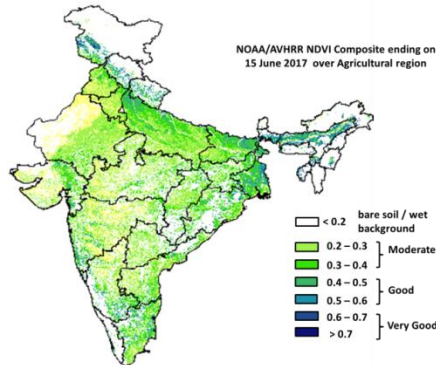 NOAA/AVHRR NDVI Composite ending on
15 June 2017 over Agricultural region
< 0.2 bare soil / wet
background
0.2 – 0.3 Moderate
0.3 – 0.4
0.4 – 0.5 Good
0.5 – 0.6
0.6 – 0.7 Very Good
> 0.7